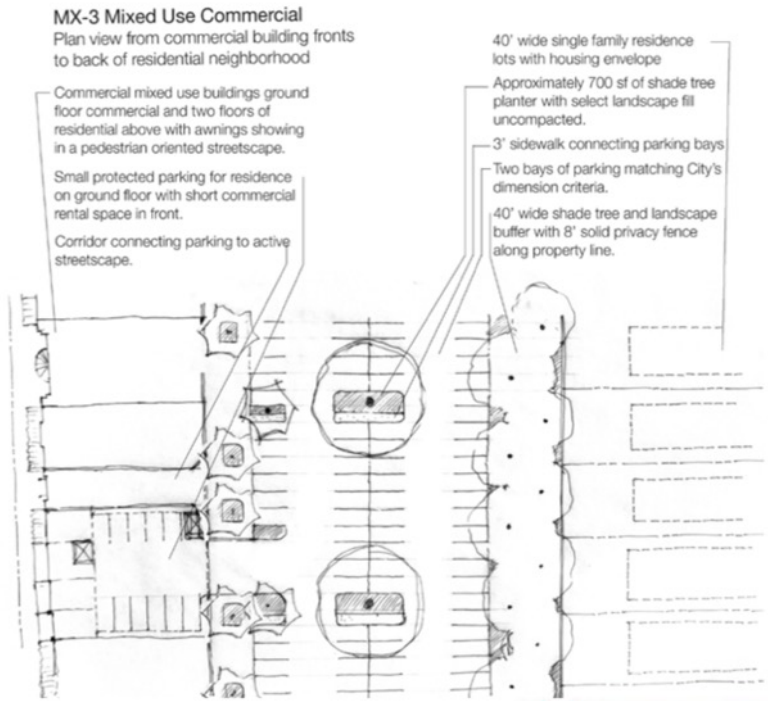 MX-3 Mixed Use Commercial
Plan view from commercial building fronts
to back of residential neighborhood
Commercial mixed use buildings ground
floor commercial and two floors of
residential above with awnings showing
in a pedestrian oriented streetscape.
Small protected parking for residence
on ground floor with short commercial
rental space in front.
Corridor connecting parking to active
streetscape.
40' wide single family residence
lots with housing envelope
Approximately 700 sf of shade tree
planter with select landscape fill
uncompacted.
3' sidewalk connecting parking bays
Two bays of parking matching City's
dimension criteria.
40' wide shade tree and landscape
buffer with 8' solid privacy fence
along property line.